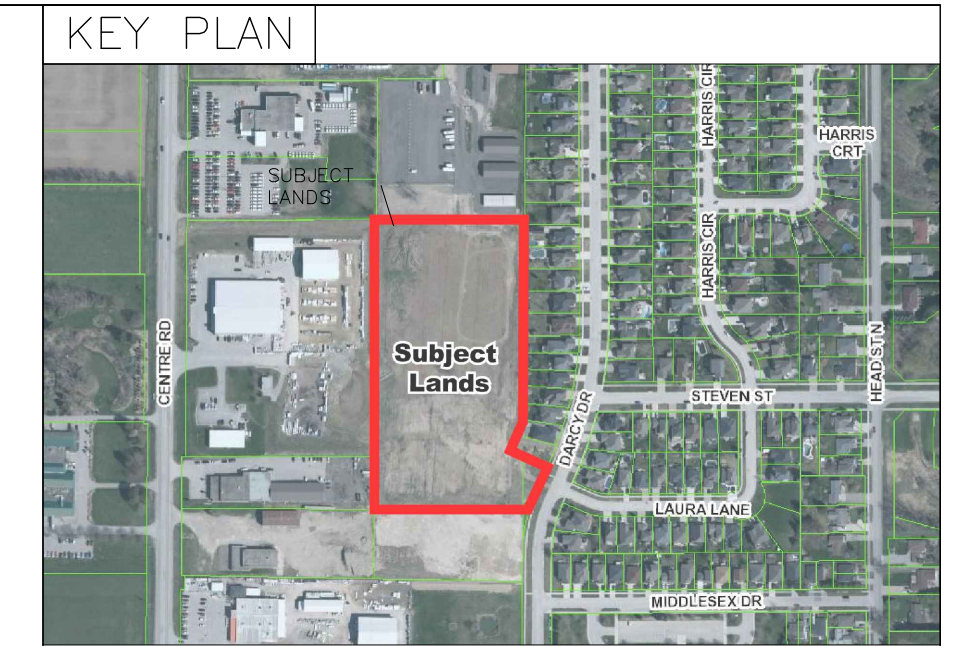 KEY PLAN
HARRIS CIR
HARRIS
CRT
SUBJECT
LANDS
HARRIS CIR
CENTRE RD
Subject
Lands
HEAD ST N
STEVEN ST
DARCY DR
LAURA LANE
MIDDLESEX DR